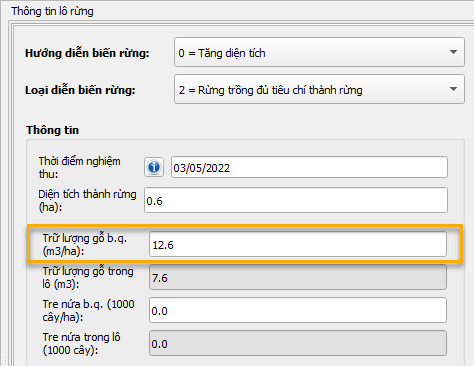 Thông tin lô rừng
Hướng diễn biến rừng: 0 = Tăng diện tích
Loại diễn biến rừng: 2 = Rừng trồng đủ tiêu chí thành rừng
Thông tin
Thời điểm nghiệm
thu: 03/05/2022
Diện tích thành rừng
(ha): 0.6
Trữ lượng gỗ b.q.
(m3/ha): 12.6
Trữ lượng gỗ trong
lô (m3): 7.6
Tre nứa b.q. (1000
cây/ha): 0.0
Tre nứa trong lô
(1000 cây): 0.0